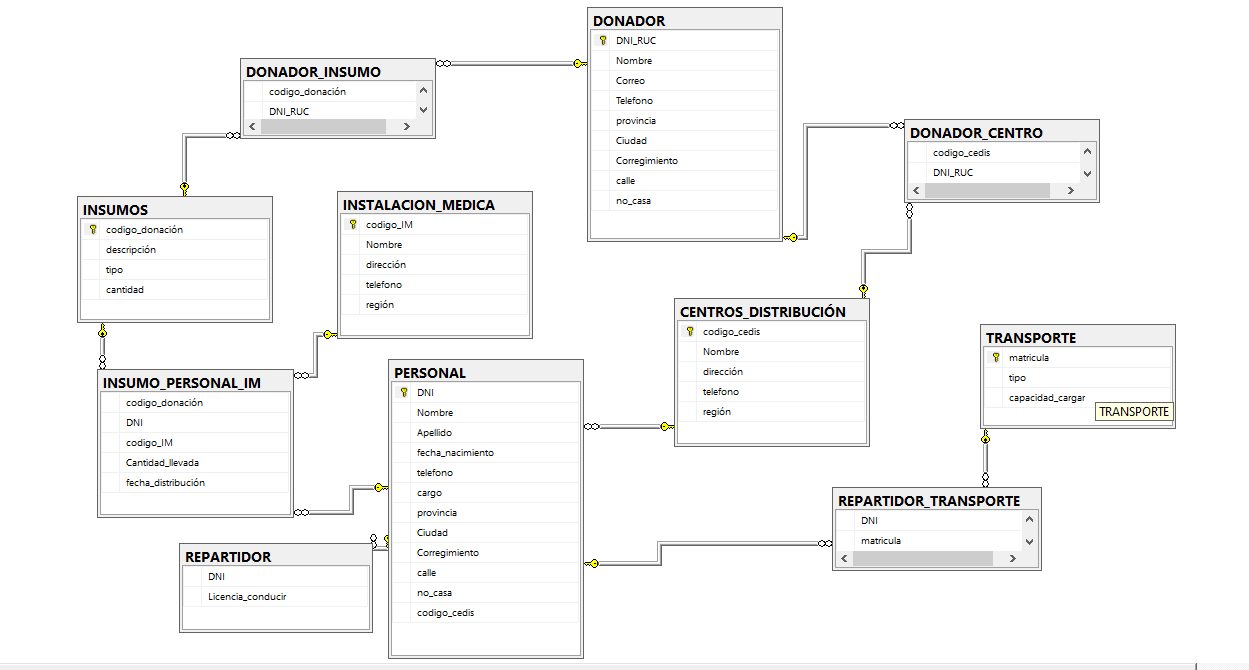 DONADOR
DNI_RUC
Nombre
Correo
Telefono
provincia
Ciudad
Corregimiento
calle
no_casa
DONADOR_INSUMO
codigo_donación
DNI_RUC
DONADOR_CENTRO
codigo_cedis
DNI_RUC
INSUMOS
codigo_donación
descripción
tipo
cantidad
INSTALACION_MEDICA
codigo_IM
Nombre
dirección
telefono
región
CENTROS_DISTRIBUCIÓN
codigo_cedis
Nombre
dirección
telefono
región
TRANSPORTE
matricula
tipo
capacidad_cargar
TRANSPORTE
INSUMO_PERSONAL_IM
codigo_donación
DNI
codigo_IM
Cantidad_llevada
fecha_distribución
PERSONAL
DNI
Nombre
Apellido
fecha_nacimiento
telefono
cargo
provincia
Ciudad
Corregimiento
calle
no_casa
codigo_cedis
REPARTIDOR_TRANSPORTE
DNI
matricula
REPARTIDOR
DNI
Licencia_conducir